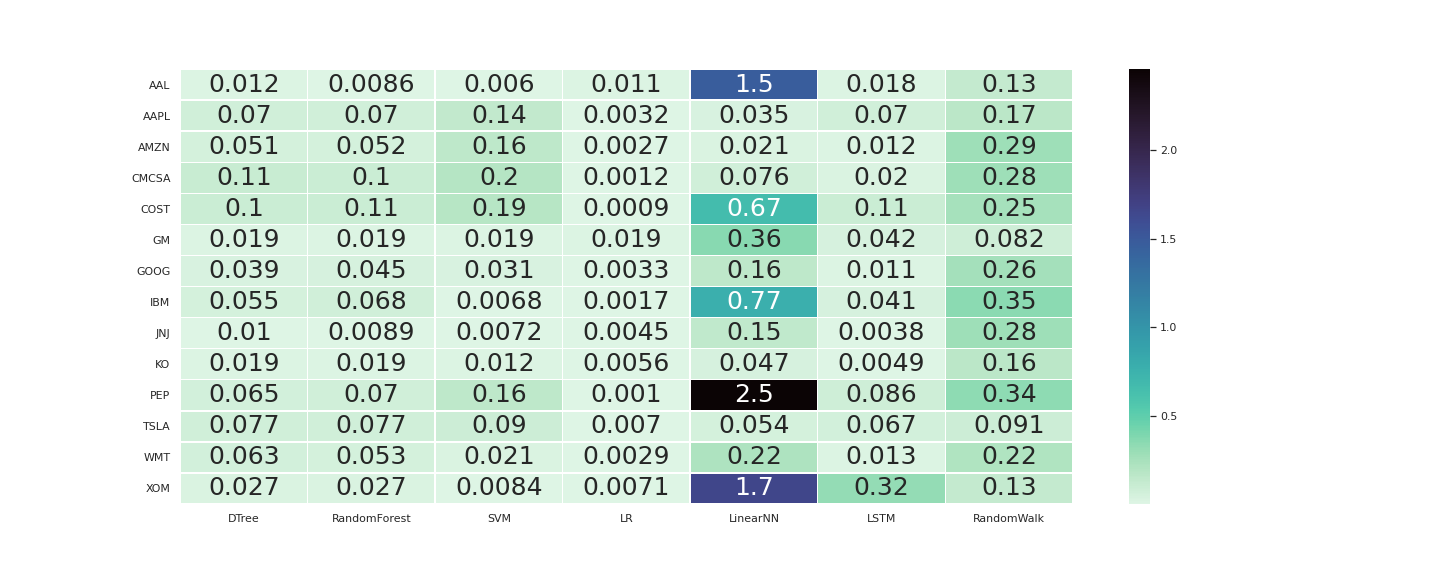 AAL 0.012 0.0086 0.006 0.011 1.5 0.018 0.13
AAPL 0.07 0.07 0.14 0.0032 0.035 0.07 0.17
AMZN 0.051 0.052 0.16 0.0027 0.021 0.012 0.29
CMCSA 0.11 0.1 0.2 0.0012 0.076 0.02 0.28
COST 0.1 0.11 0.19 0.0009 0.67 0.11 0.25
GM 0.019 0.019 0.019 0.019 0.36 0.042 0.082
GOOG 0.039 0.045 0.031 0.0033 0.16 0.011 0.26
IBM 0.055 0.068 0.0068 0.0017 0.77 0.041 0.35
JNJ 0.01 0.0089 0.0072 0.0045 0.15 0.0038 0.28
KO 0.019 0.019 0.012 0.0056 0.047 0.0049 0.16
PEP 0.065 0.07 0.16 0.001 2.5 0.086 0.34
TSLA 0.077 0.077 0.09 0.007 0.054 0.067 0.091
WMT 0.063 0.053 0.021 0.0029 0.22 0.013 0.22
XOM 0.027 0.027 0.0084 0.0071 1.7 0.32 0.13
DTree RandomForest SVM LR LinearNN LSTM RandomWalk
2.0
1.5
1.0
0.5